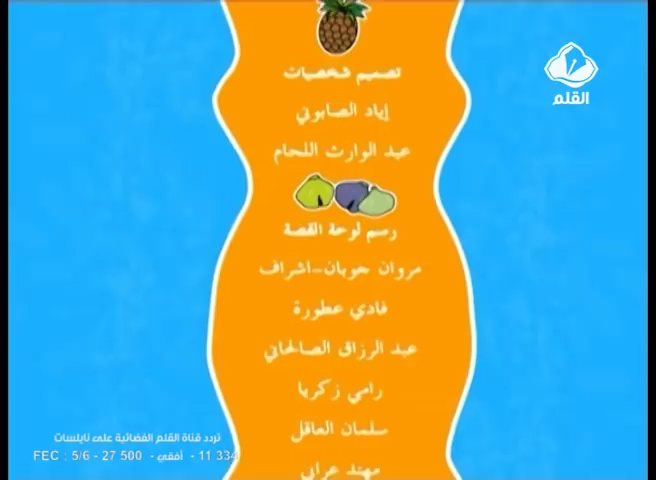 القلم
تصميم شخصيات
إياد الصابوني
عبد الوارث اللحام
رسم لوحة القصة
مروان حوبان-اشراف
فادي عطورة
عبد الرزاق الصالحاني
رامي زكريا
سلمان العاقل
مهند عرابي
تردد قناة القلم الفضائية على نايلسات
11 334 - أفقي - 27 500 - 5/6 : FEC